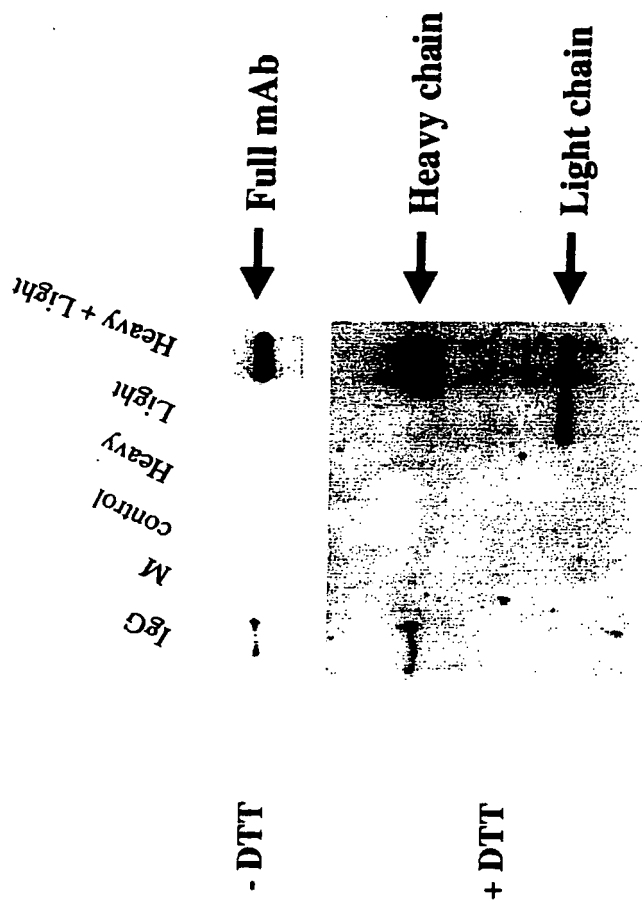 IgG
M
control
Heavy
Light
Heavy + Light
- DTT
Full mAb
+ DTT
Heavy chain
Light chain